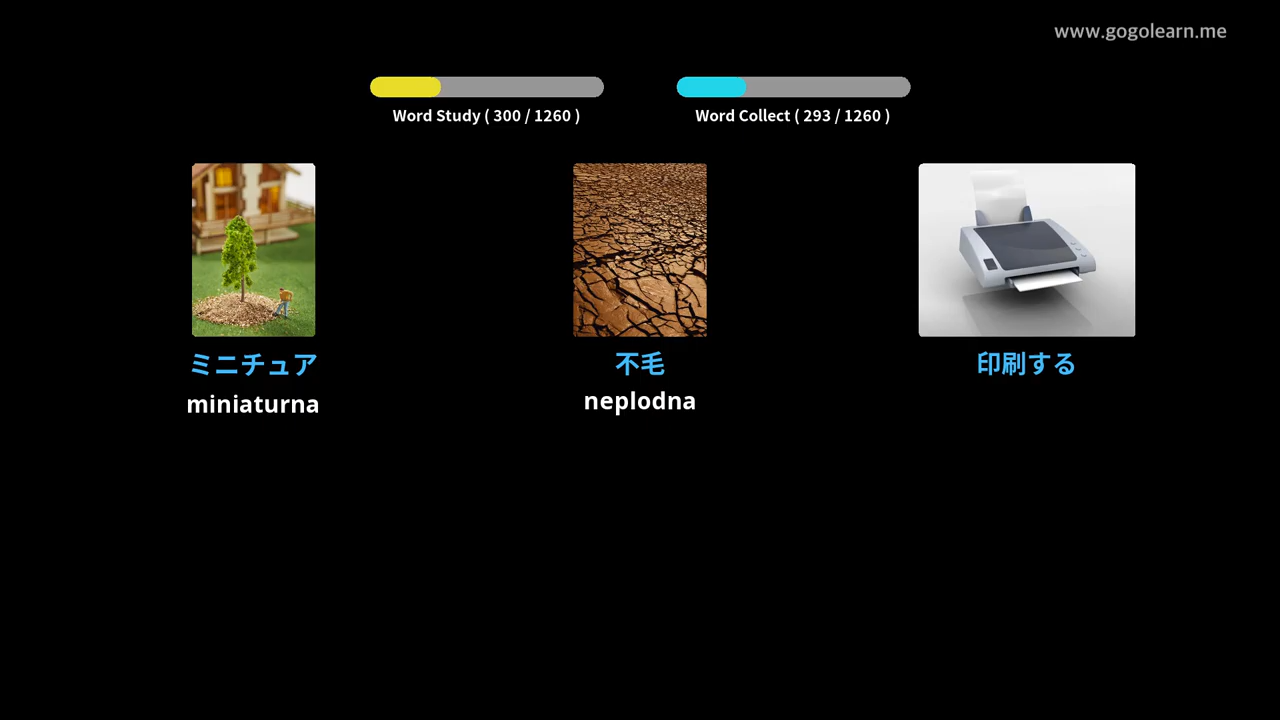 www.gogolearn.me
Word Study ( 300 / 1260 )
Word Collect ( 293 / 1260 )
ミニチュア
不毛
印刷する
miniaturna
neplodna